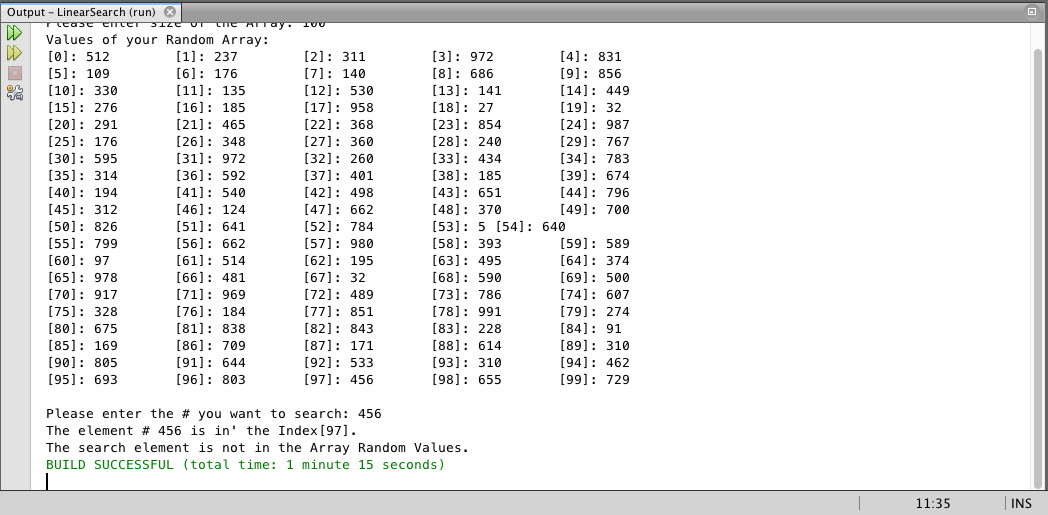 Output - LinearSearch (run)
Please enter size of the Array: 100
Values of your Random Array:
[0]: 512 [1]: 237 [2]: 311 [3]: 972 [4]: 831
[5]: 109 [6]: 176 [7]: 140 [8]: 686 [9]: 856
[10]: 330 [11]: 135 [12]: 530 [13]: 141 [14]: 449
[15]: 276 [16]: 185 [17]: 958 [18]: 27 [19]: 32
[20]: 291 [21]: 465 [22]: 368 [23]: 854 [24]: 987
[25]: 176 [26]: 348 [27]: 360 [28]: 240 [29]: 767
[30]: 595 [31]: 972 [32]: 260 [33]: 434 [34]: 783
[35]: 314 [36]: 592 [37]: 401 [38]: 185 [39]: 674
[40]: 194 [41]: 540 [42]: 498 [43]: 651 [44]: 796
[45]: 312 [46]: 124 [47]: 662 [48]: 370 [49]: 700
[50]: 826 [51]: 641 [52]: 784 [53]: 5 [54]: 640
[55]: 799 [56]: 662 [57]: 980 [58]: 393 [59]: 589
[60]: 97 [61]: 514 [62]: 195 [63]: 495 [64]: 374
[65]: 978 [66]: 481 [67]: 32 [68]: 590 [69]: 500
[70]: 917 [71]: 969 [72]: 489 [73]: 786 [74]: 607
[75]: 328 [76]: 184 [77]: 851 [78]: 991 [79]: 274
[80]: 675 [81]: 838 [82]: 843 [83]: 228 [84]: 91
[85]: 169 [86]: 709 [87]: 171 [88]: 614 [89]: 310
[90]: 805 [91]: 644 [92]: 533 [93]: 310 [94]: 462
[95]: 693 [96]: 803 [97]: 456 [98]: 655 [99]: 729
Please enter the # you want to search: 456
The element # 456 is in' the Index[97].
The search element is not in the Array Random Values.
BUILD SUCCESSFUL (total time: 1 minute 15 seconds)
11:35 INS